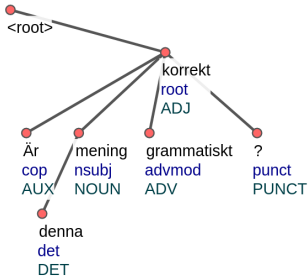 <root>
korrekt
root
ADJ
Är mening grammatiskt ?
cop nsubj advmod punct
AUX NOUN ADV PUNCT
denna
det
DET